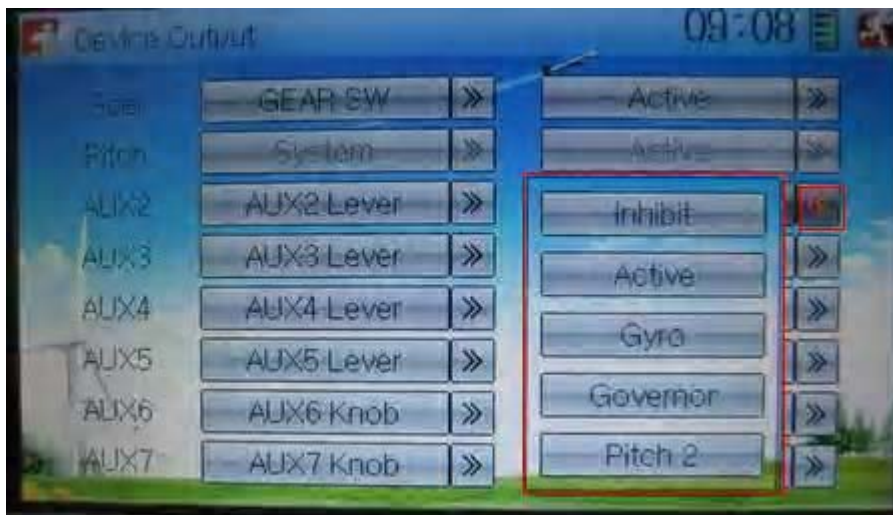 Device Output 09:08
Gear GEAR SW Active
Pitch System Active
AUX2 AUX2 Lever Inhibit
AUX3 AUX3 Lever Active
AUX4 AUX4 Lever Gyro
AUX5 AUX5 Lever Governor
AUX6 AUX6 Knob Pitch 2
AUX7 AUX7 Knob